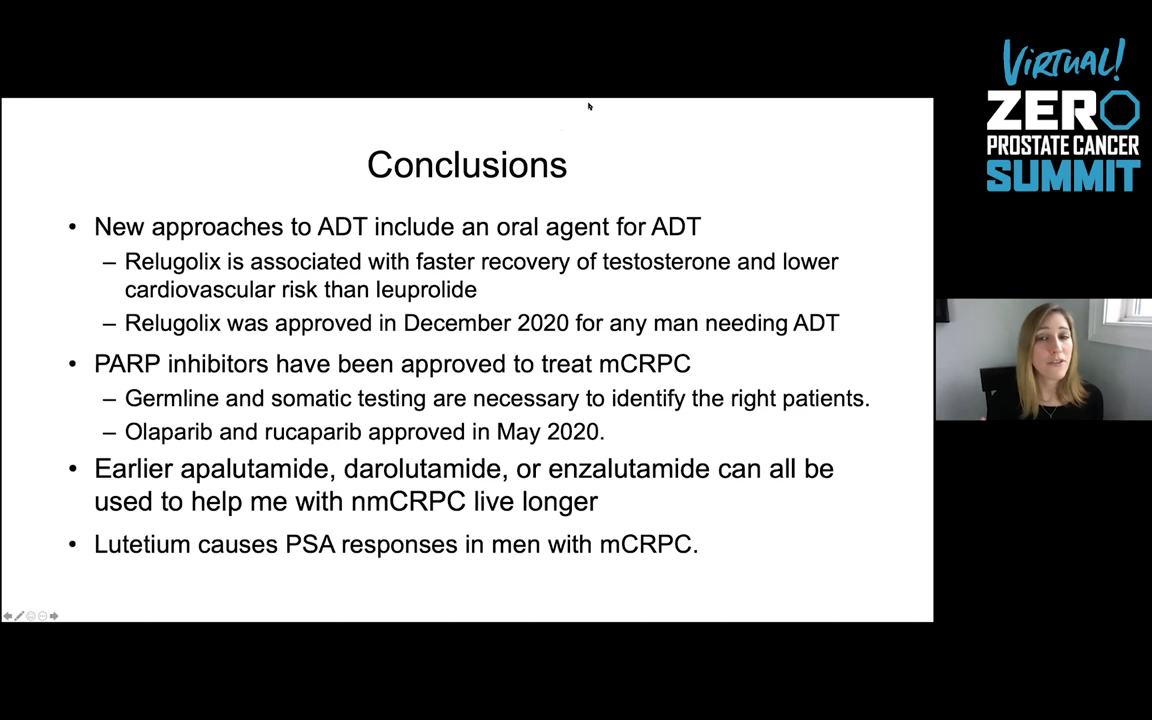 VIRTUAL!
ZERO
PROSTATE CANCER
SUMMIT
Conclusions
• New approaches to ADT include an oral agent for ADT
– Relugolix is associated with faster recovery of testosterone and lower
cardiovascular risk than leuprolide
– Relugolix was approved in December 2020 for any man needing ADT
• PARP inhibitors have been approved to treat mCRPC
– Germline and somatic testing are necessary to identify the right patients.
– Olaparib and rucaparib approved in May 2020.
• Earlier apalutamide, darolutamide, or enzalutamide can all be
used to help me with nmCRPC live longer
• Lutetium causes PSA responses in men with mCRPC.